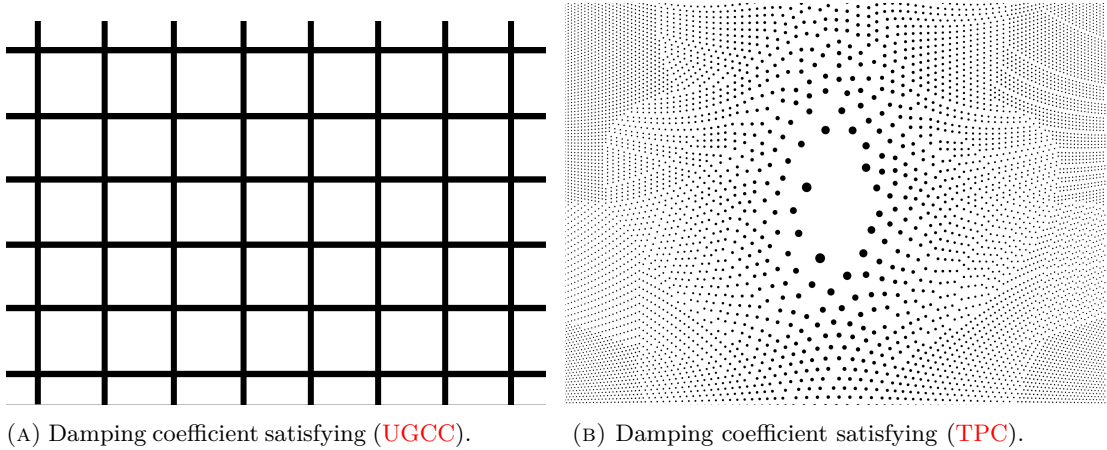 (A) Damping coefficient satisfying (UGCC).
(B) Damping coefficient satisfying (TPC).